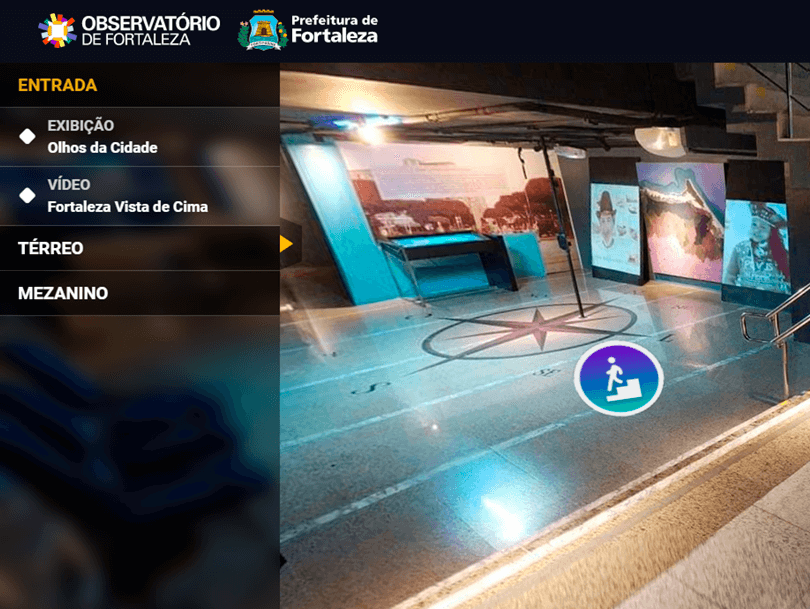 OBSERVATÓRIO
DE FORTALEZA
Prefeitura de
Fortaleza
ENTRADA
EXIBIÇÃO
Olhos da Cidade
VÍDEO
Fortaleza Vista de Cima
TÉRREO
MEZANINO
S